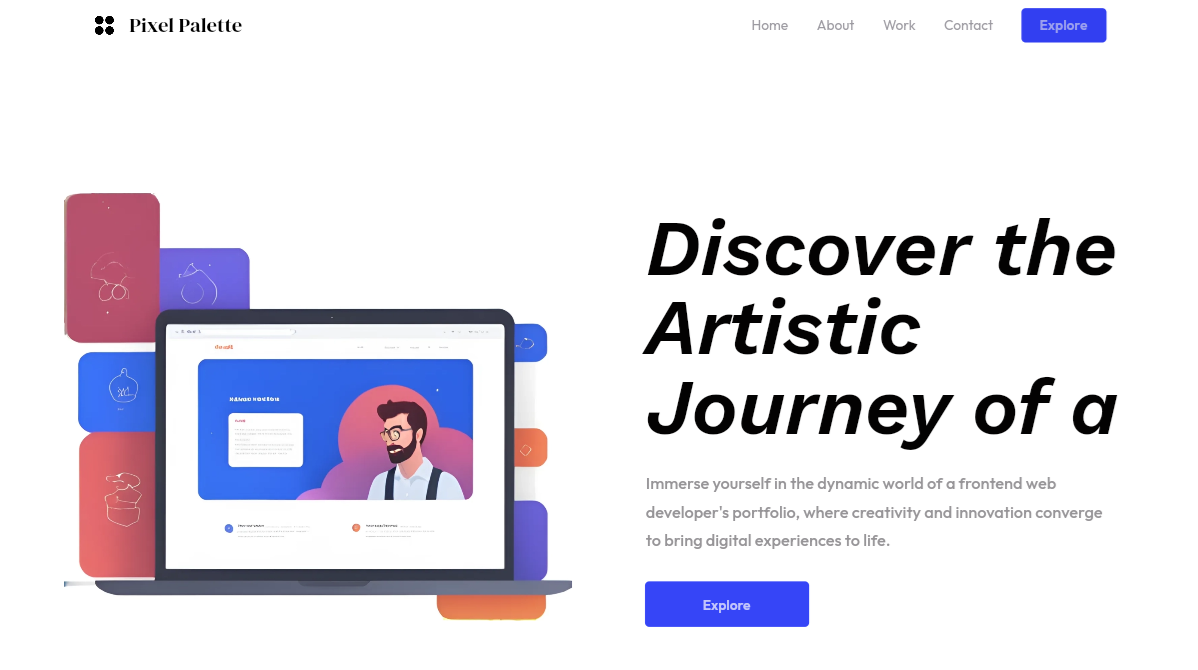 Pixel Palette
Home
About
Work
Contact
Explore
Discover the
Artistic
Journey of a
Immerse yourself in the dynamic world of a frontend web
developer's portfolio, where creativity and innovation converge
to bring digital experiences to life.
Explore